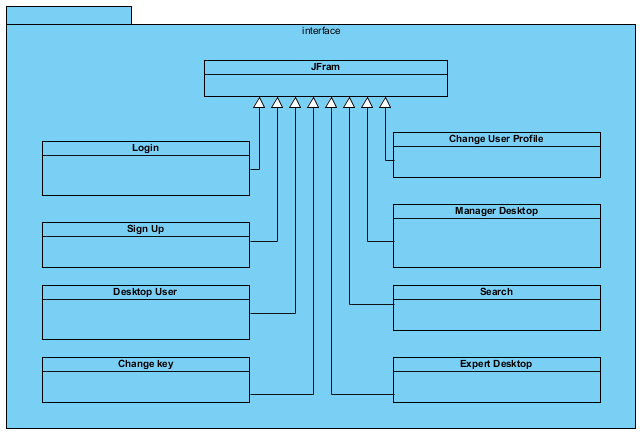 interface
JFram
Login
Change User Profile
Sign Up
Manager Desktop
Desktop User
Search
Change key
Expert Desktop